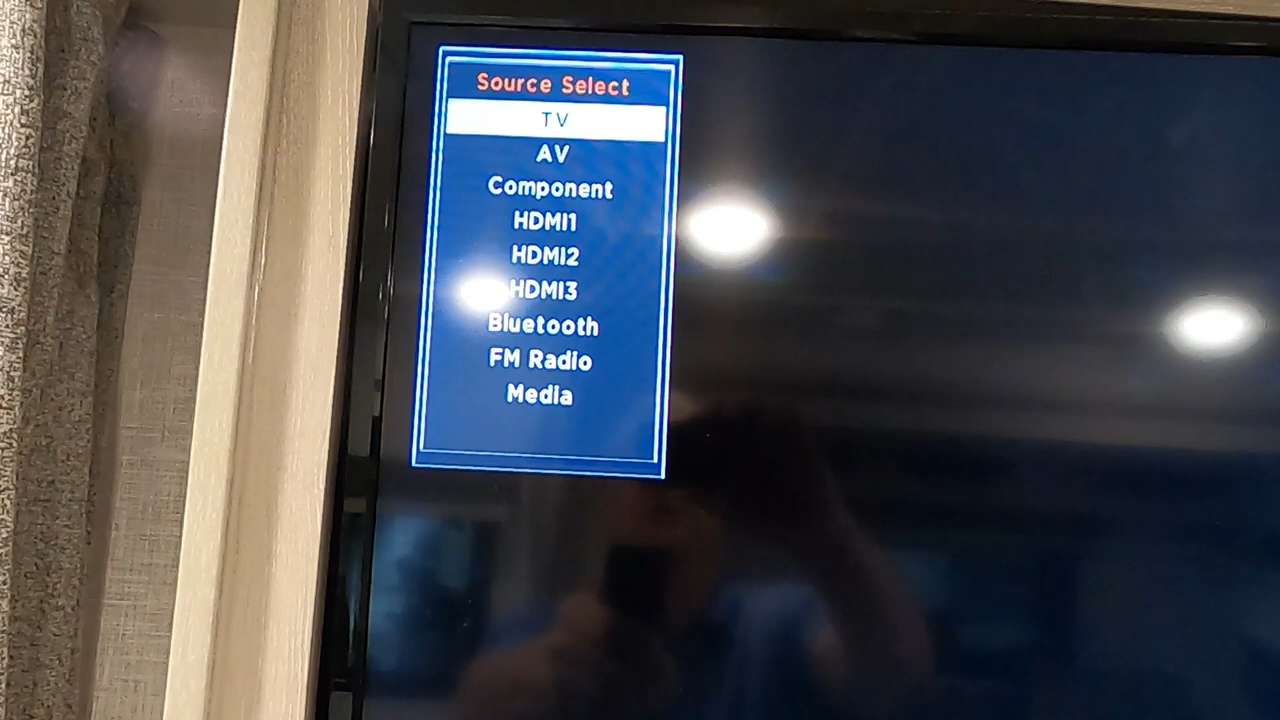 Source Select
TV
AV
Component
HDMI1
HDMI2
HDMI3
Bluetooth
FM Radio
Media